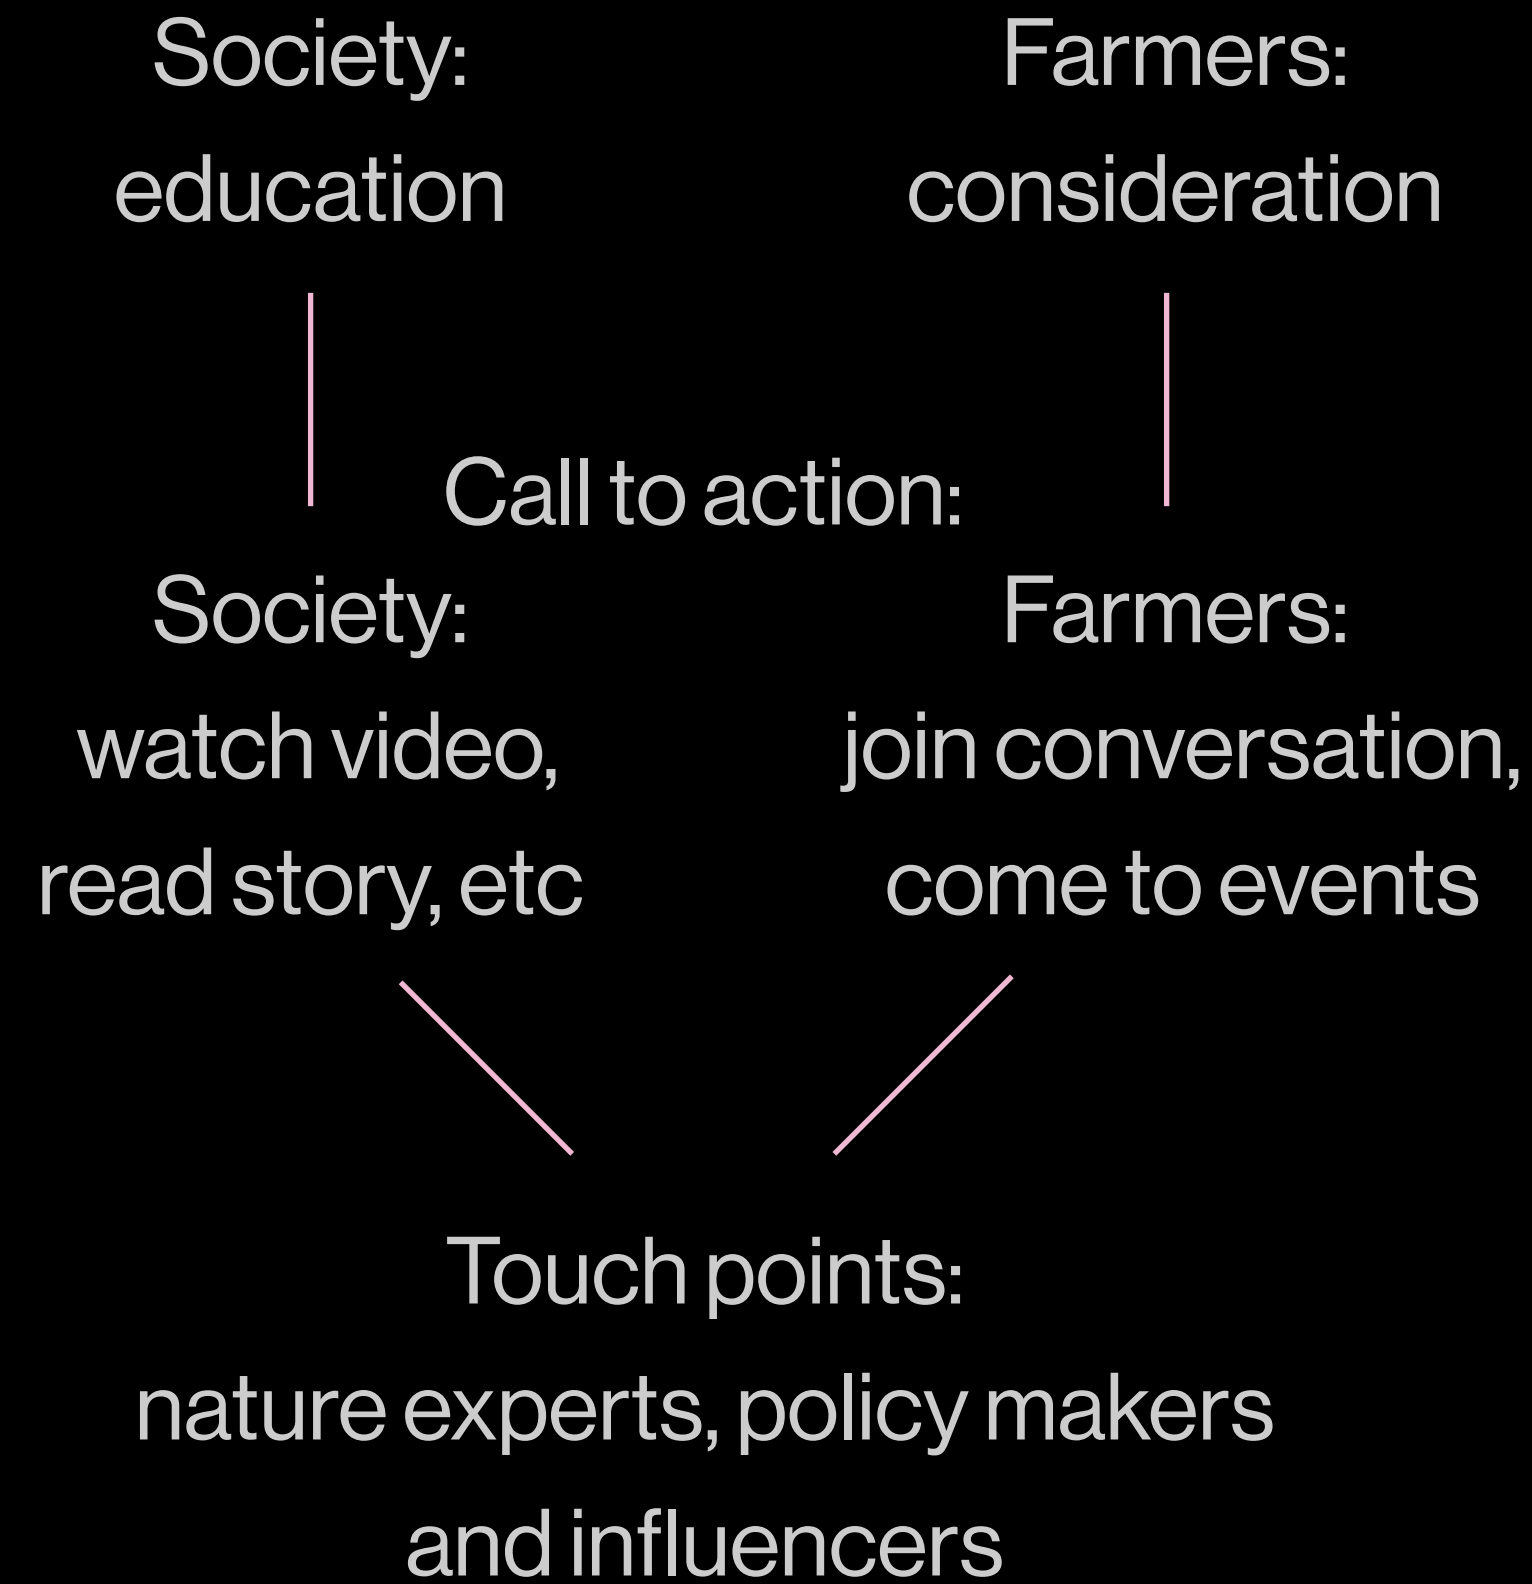 Society:
education
Farmers:
consideration
Call to action:
Society:
watch video,
read story, etc
Farmers:
join conversation,
come to events
Touch points:
nature experts, policy makers
and influencers